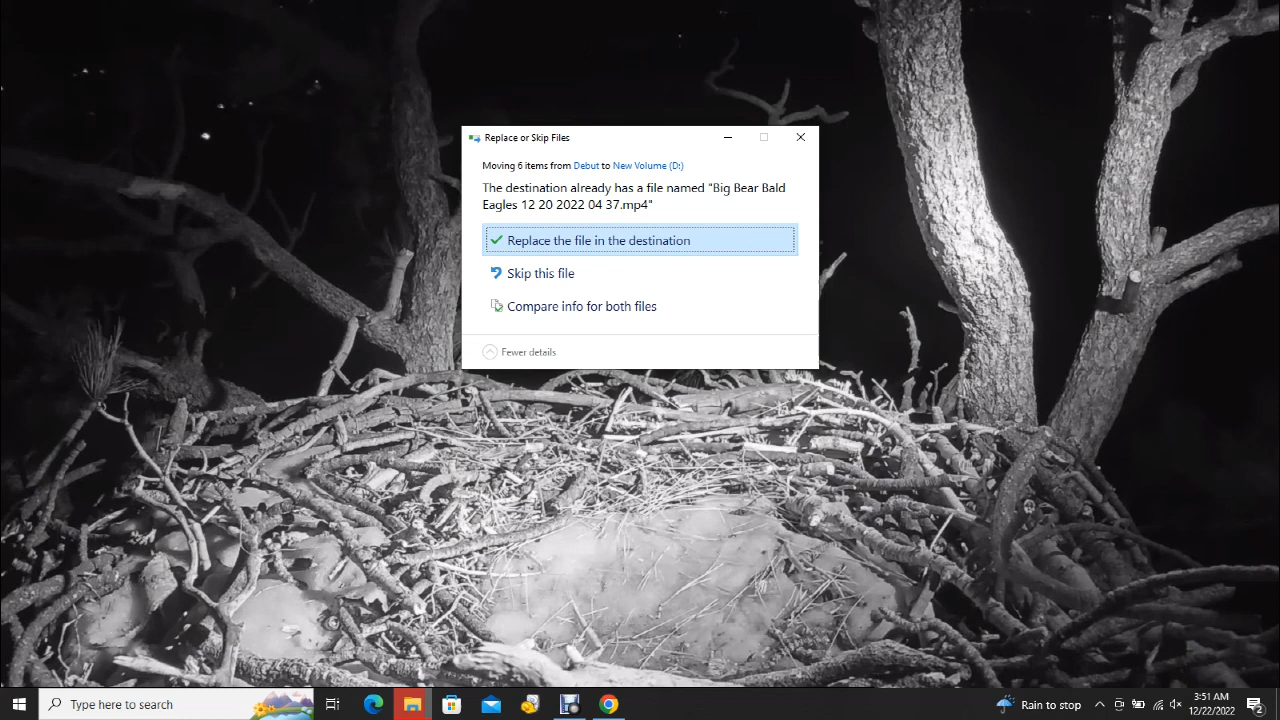 Replace or Skip Files
Moving 6 items from Debut to New Volume (D:)
The destination already has a file named "Big Bear Bald
Eagles 12 20 2022 04 37.mp4"
Replace the file in the destination
Skip this file
Compare info for both files
Fewer details
Type here to search
Rain to stop
3:51 AM
12/22/2022
2